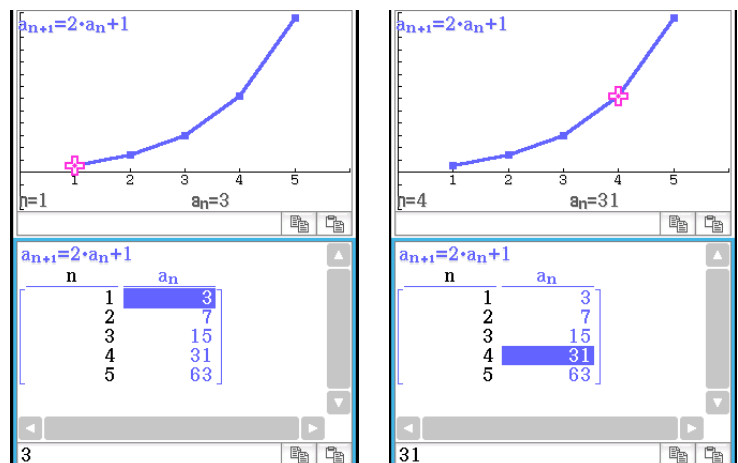 aₙ₊₁=2·aₙ+1
1 2 3 4 5
n=1 aₙ=3
aₙ₊₁=2·aₙ+1
n aₙ
1 3
2 7
3 15
4 31
5 63
3
aₙ₊₁=2·aₙ+1
1 2 3 4 5
n=4 aₙ=31
aₙ₊₁=2·aₙ+1
n aₙ
1 3
2 7
3 15
4 31
5 63
31